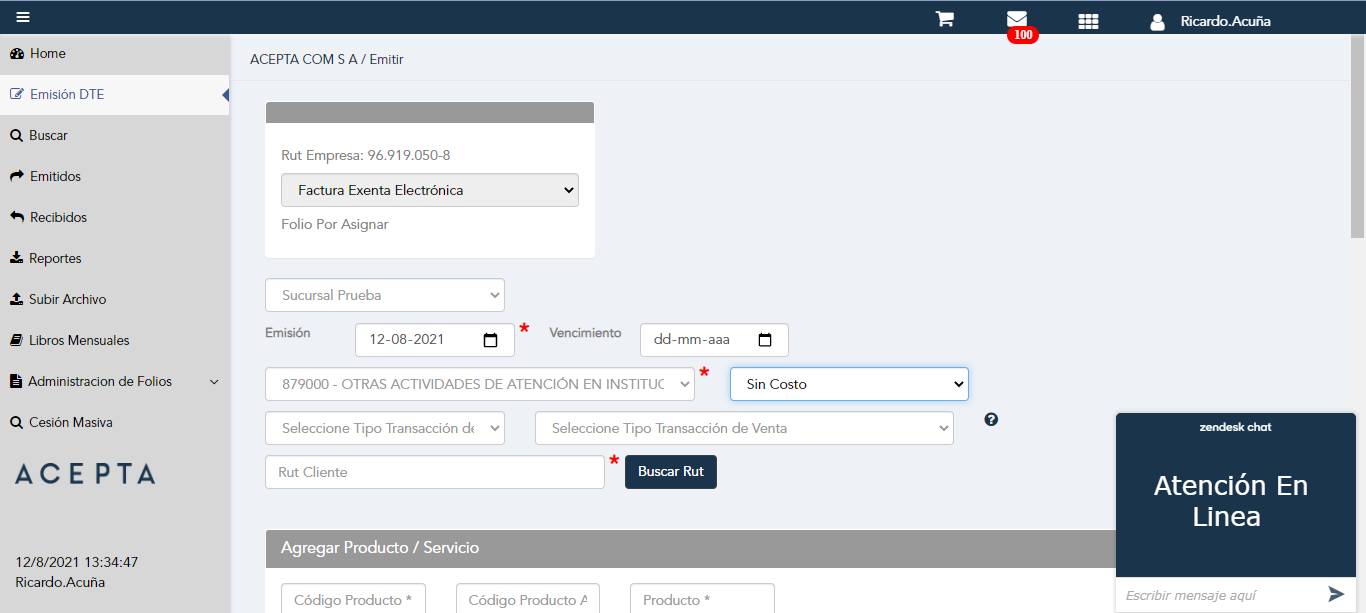 Ricardo.Acuña
100
Home
ACEPTA COM S A / Emitir
Emisión DTE
Buscar
Emitidos
Recibidos
Reportes
Subir Archivo
Libros Mensuales
Administracion de Folios
Cesión Masiva
ACEPTA
12/8/2021 13:34:47
Ricardo.Acuña
Rut Empresa: 96.919.050-8
Factura Exenta Electrónica
Folio Por Asignar
Sucursal Prueba
Emisión 12-08-2021 * Vencimiento dd-mm-aaa
879000 - OTRAS ACTIVIDADES DE ATENCIÓN EN INSTITUC * Sin Costo
Seleccione Tipo Transacción de Seleccione Tipo Transacción de Venta ?
Rut Cliente * Buscar Rut
Agregar Producto / Servicio
Código Producto * Código Producto A Producto *
zendesk chat
Atención En
Linea
Escribir mensaje aquí